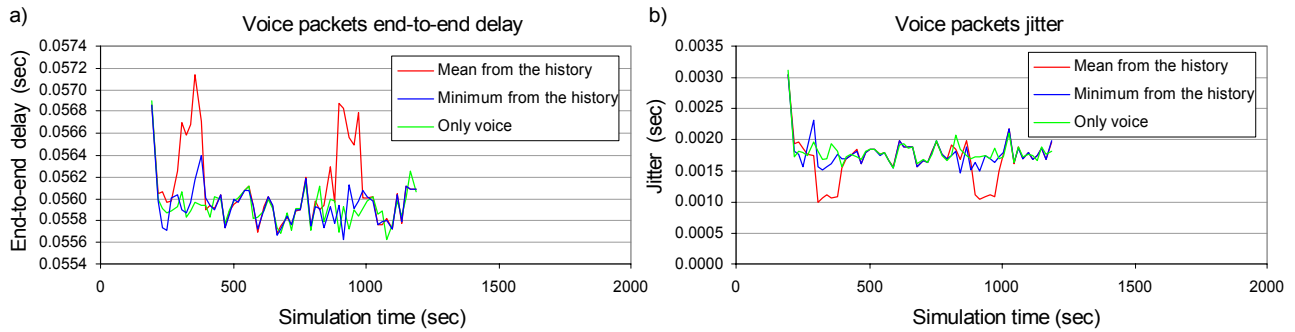 a)
Voice packets end-to-end delay
End-to-end delay (sec)
0.0574
0.0572
0.0570
0.0568
0.0566
0.0564
0.0562
0.0560
0.0558
0.0556
0.0554
Mean from the history
Minimum from the history
Only voice
0 500 1000 1500 2000
Simulation time (sec)
b)
Voice packets jitter
Jitter (sec)
0.0035
0.0030
0.0025
0.0020
0.0015
0.0010
0.0005
0.0000
Mean from the history
Minimum from the history
Only voice
0 500 1000 1500 2000
Simulation time (sec)